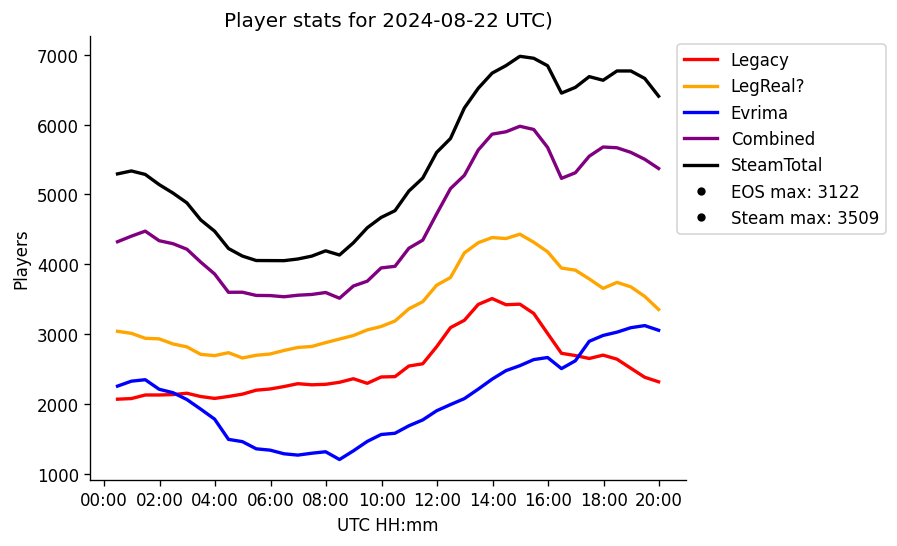 Player stats for 2024-08-22 UTC)
Legacy
LegReal?
Evrima
Combined
SteamTotal
EOS max: 3122
Steam max: 3509
Players
7000
6000
5000
4000
3000
2000
1000
00:00 02:00 04:00 06:00 08:00 10:00 12:00 14:00 16:00 18:00 20:00
UTC HH:mm